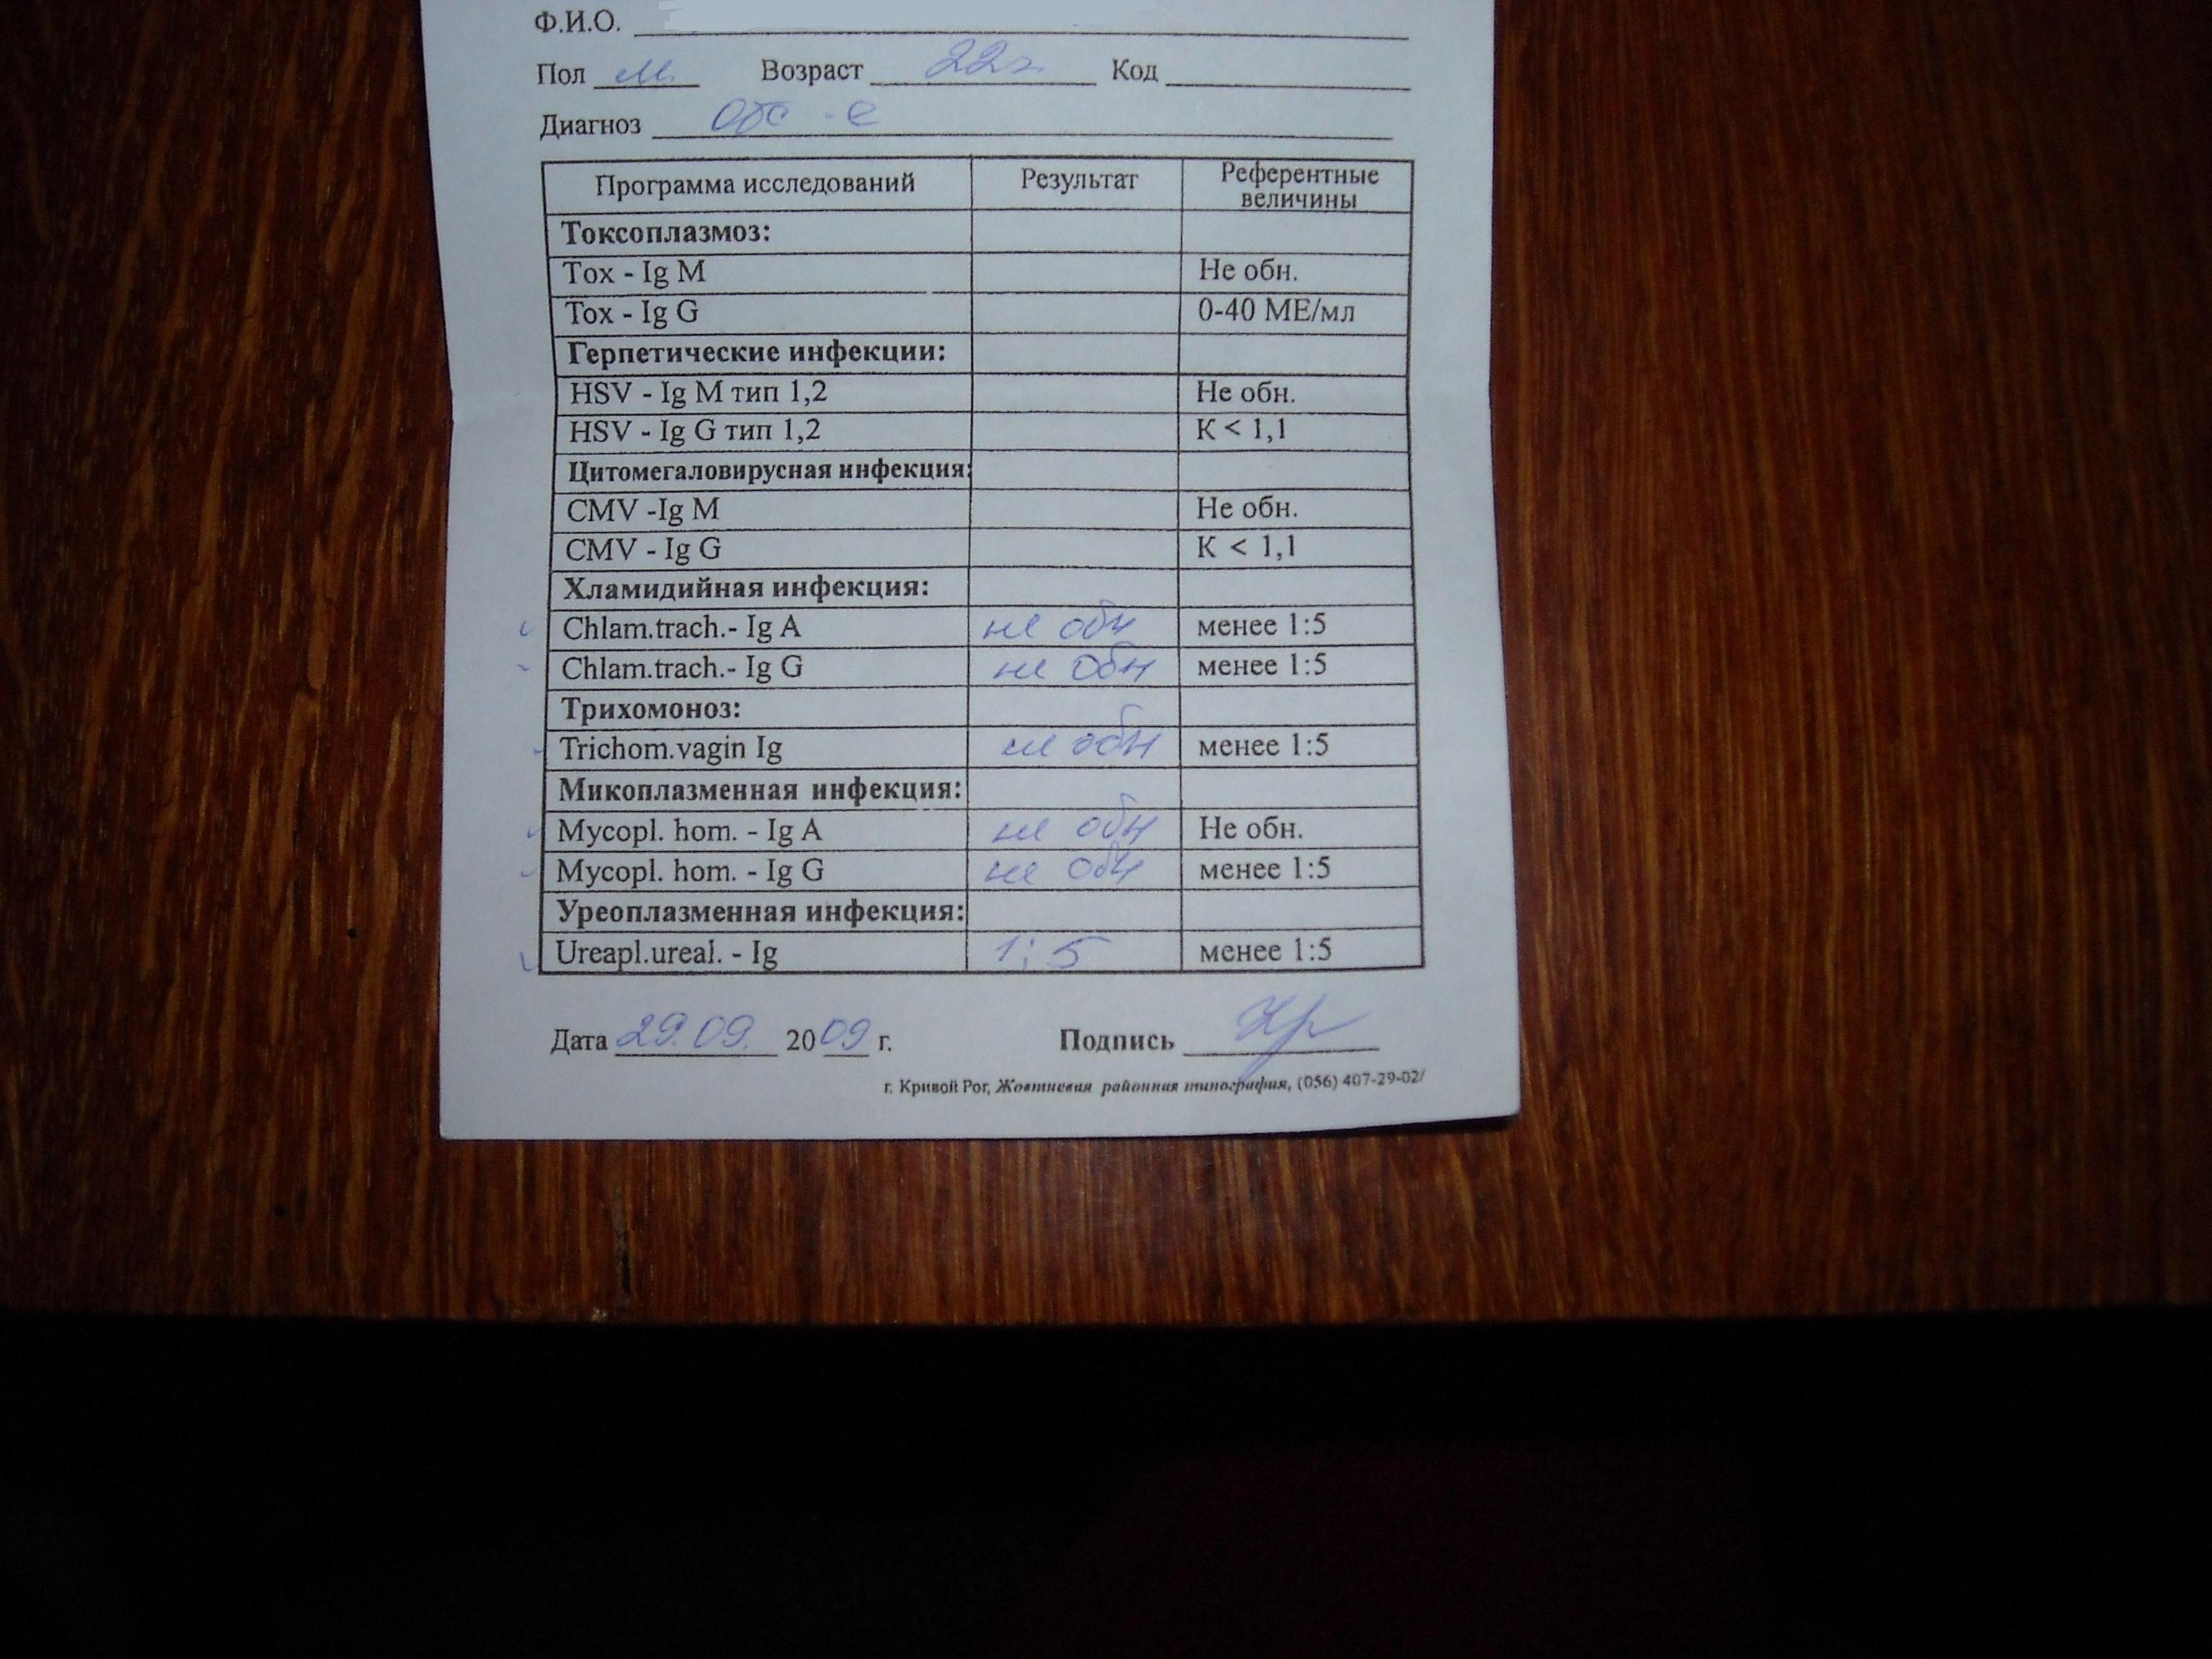 Ф.И.О.
Пол м. Возраст 22г. Код
Диагноз Обс-е
Программа исследований Результат Референтные величины
Токсоплазмоз:
Tox - Ig M Не обн.
Tox - Ig G 0-40 МЕ/мл
Герпетические инфекции:
HSV - Ig M тип 1,2 Не обн.
HSV - Ig G тип 1,2 К < 1,1
Цитомегаловирусная инфекция:
CMV -Ig M Не обн.
CMV - Ig G К < 1,1
Хламидийная инфекция:
Chlam.trach.- Ig A не обн менее 1:5
Chlam.trach.- Ig G не обн менее 1:5
Трихомоноз:
Trichom.vagin Ig не обн менее 1:5
Микоплазменная инфекция:
Mycopl. hom. - Ig A не обн Не обн.
Mycopl. hom. - Ig G не обн менее 1:5
Уреоплазменная инфекция:
Ureapl.ureal. - Ig 1:5 менее 1:5
Дата 29.09. 2009 г. Подпись
г. Кривой Рог, Жовтневая районная типография, (056) 407-29-02/